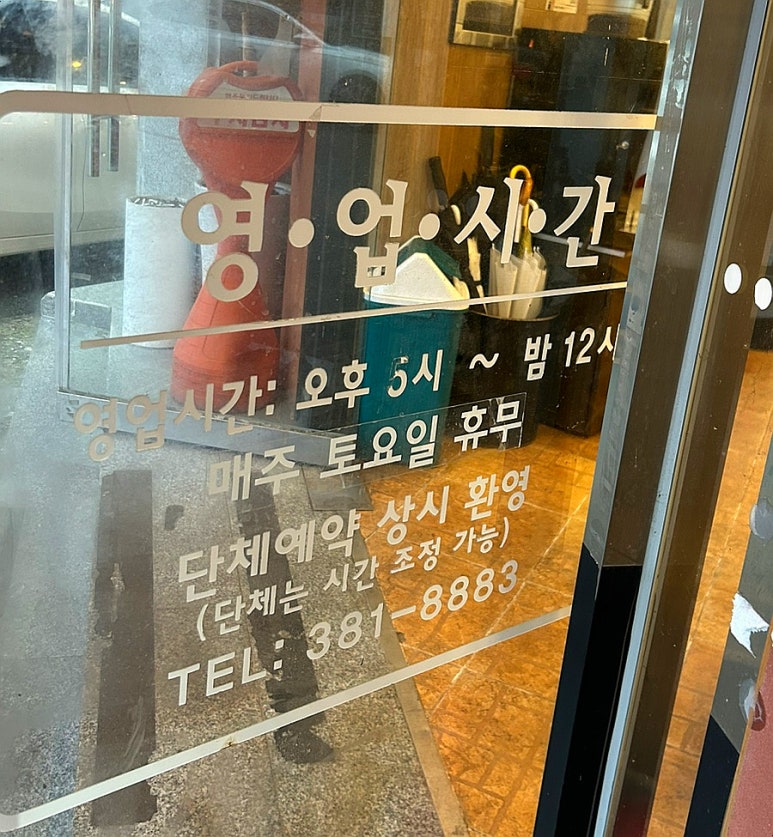 영·업·시·간
영업시간: 오후 5시 ~ 밤 12시
매주 토요일 휴무
단체예약 상시 환영
(단체는 시간 조정 가능)
TEL: 381-8883